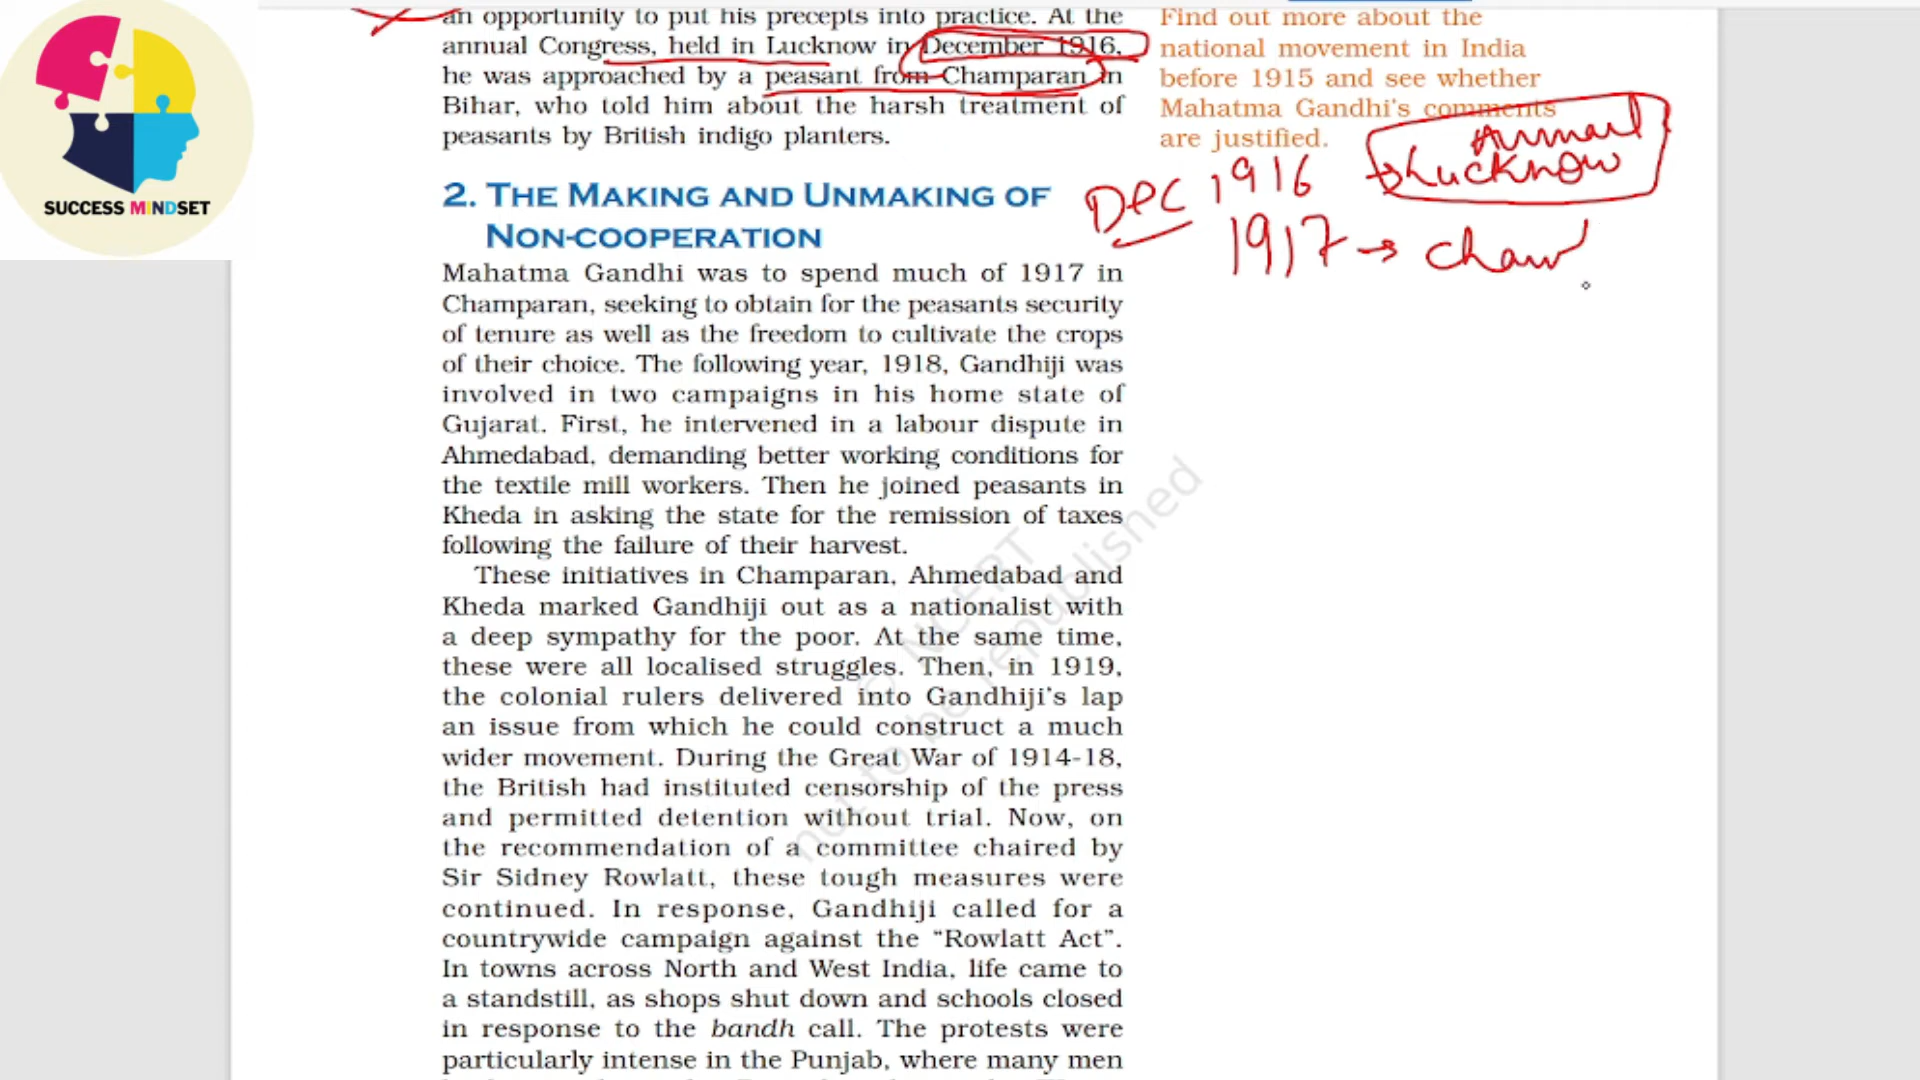 SUCCESS MINDSET
an opportunity to put his precepts into practice. At the
annual Congress, held in Lucknow in December 1916,
he was approached by a peasant from Champaran in
Bihar, who told him about the harsh treatment of
peasants by British indigo planters.
2. THE MAKING AND UNMAKING OF
NON-COOPERATION
Mahatma Gandhi was to spend much of 1917 in
Champaran, seeking to obtain for the peasants security
of tenure as well as the freedom to cultivate the crops
of their choice. The following year, 1918, Gandhiji was
involved in two campaigns in his home state of
Gujarat. First, he intervened in a labour dispute in
Ahmedabad, demanding better working conditions for
the textile mill workers. Then he joined peasants in
Kheda in asking the state for the remission of taxes
following the failure of their harvest.
These initiatives in Champaran, Ahmedabad and
Kheda marked Gandhiji out as a nationalist with
a deep sympathy for the poor. At the same time,
these were all localised struggles. Then, in 1919,
the colonial rulers delivered into Gandhiji's lap
an issue from which he could construct a much
wider movement. During the Great War of 1914-18,
the British had instituted censorship of the press
and permitted detention without trial. Now, on
the recommendation of a committee chaired by
Sir Sidney Rowlatt, these tough measures were
continued. In response, Gandhiji called for a
countrywide campaign against the “Rowlatt Act”.
In towns across North and West India, life came to
a standstill, as shops shut down and schools closed
in response to the bandh call. The protests were
particularly intense in the Punjab, where many men
Find out more about the
national movement in India
before 1915 and see whether
Mahatma Gandhi's comments
are justified.
Annual
Dec 1916 Lucknow
1917 → Cham
© NCERT
not to be republished